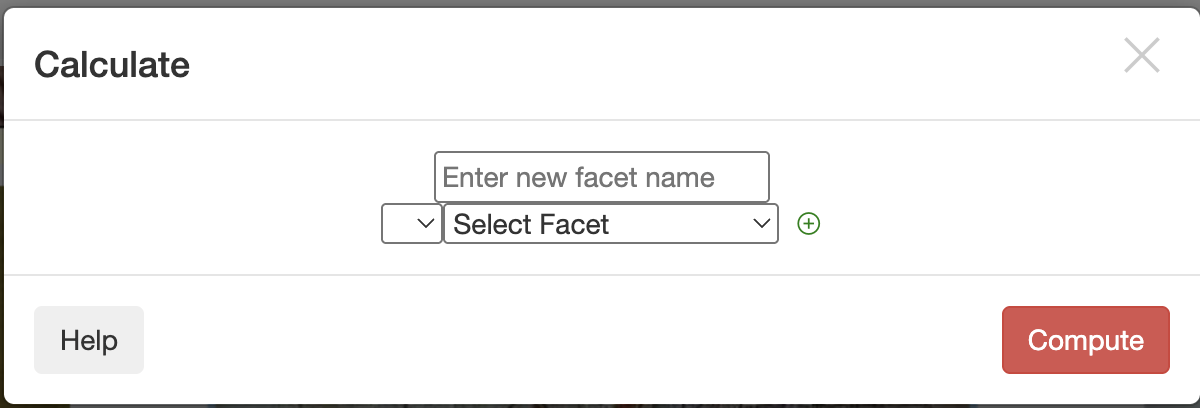 Calculate
Enter new facet name
Select Facet
Help
Compute